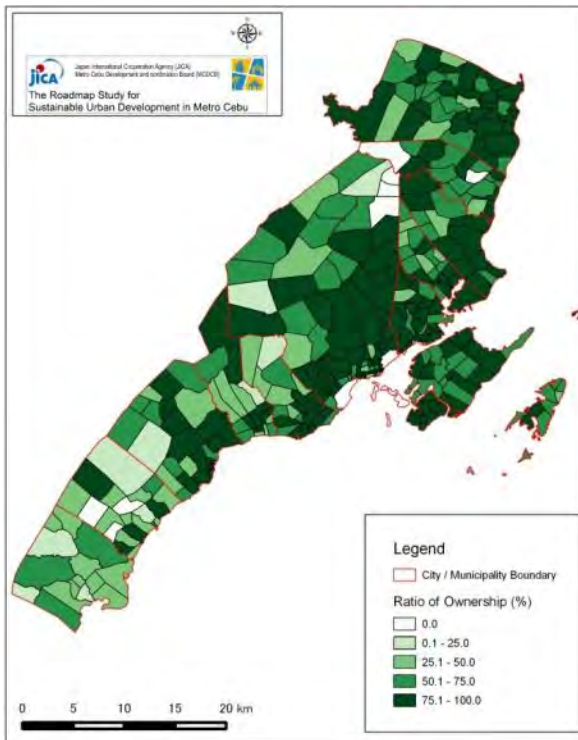 JICA
Japan International Cooperation Agency (JICA)
Metro Cebu Development and Coordination Board (MCDCB)
The Roadmap Study for
Sustainable Urban Development in Metro Cebu
Legend
City / Municipality Boundary
Ratio of Ownership (%)
0.0
0.1 - 25.0
25.1 - 50.0
50.1 - 75.0
75.1 - 100.0
0 5 10 15 20 km